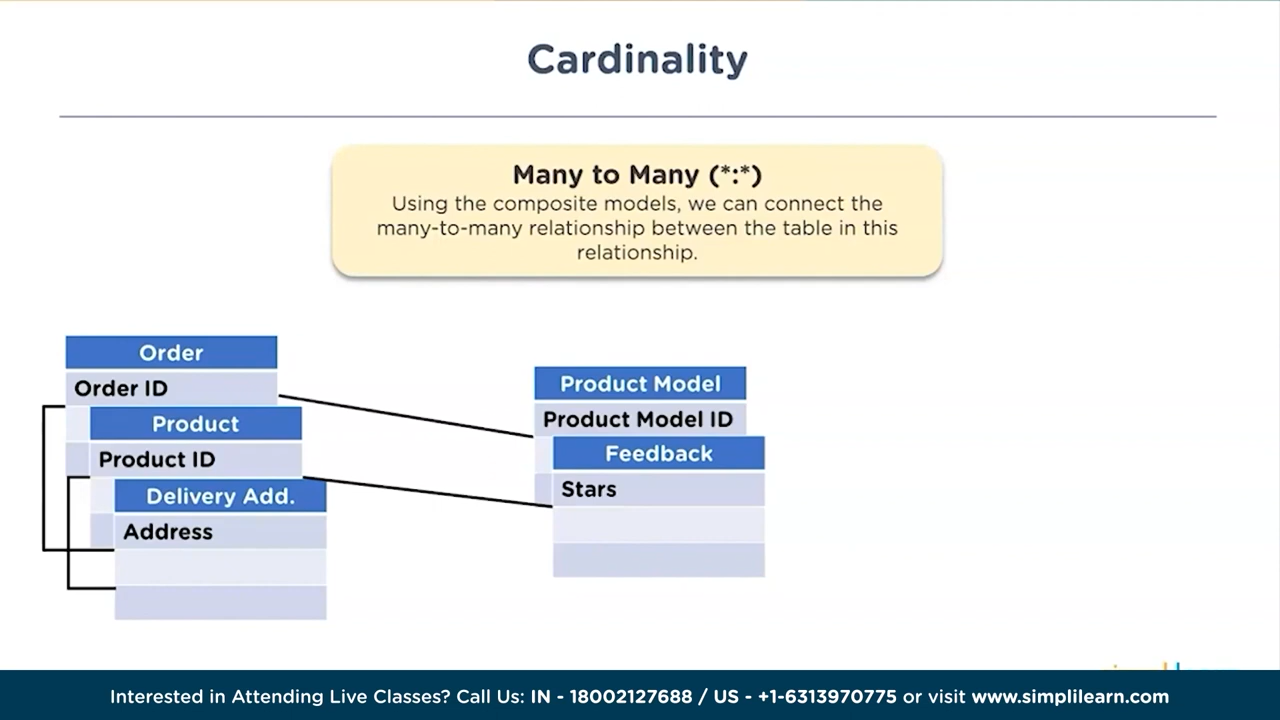 Cardinality
Many to Many (*:*)
Using the composite models, we can connect the
many-to-many relationship between the table in this
relationship.
Order
Order ID
Product
Product ID
Delivery Add.
Address
Product Model
Product Model ID
Feedback
Stars
Interested in Attending Live Classes? Call Us: IN - 18002127688 / US - +1-6313970775 or visit www.simplilearn.com